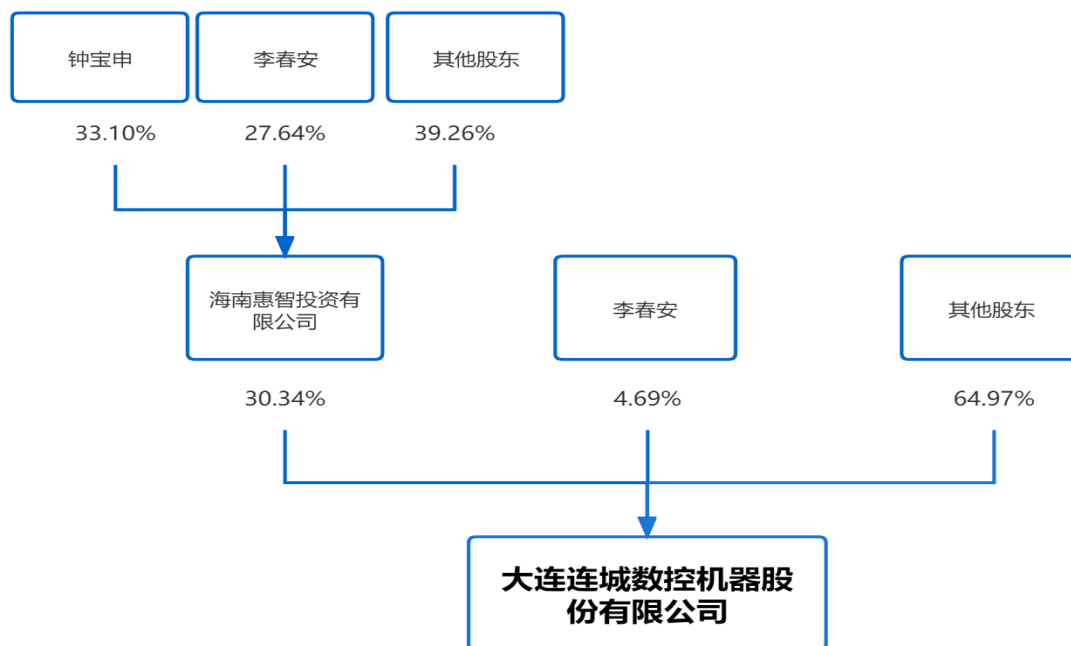 钟宝申
李春安
其他股东
33.10%
27.64%
39.26%
海南惠智投资有
限公司
李春安
其他股东
30.34%
4.69%
64.97%
大连连城数控机器股
份有限公司